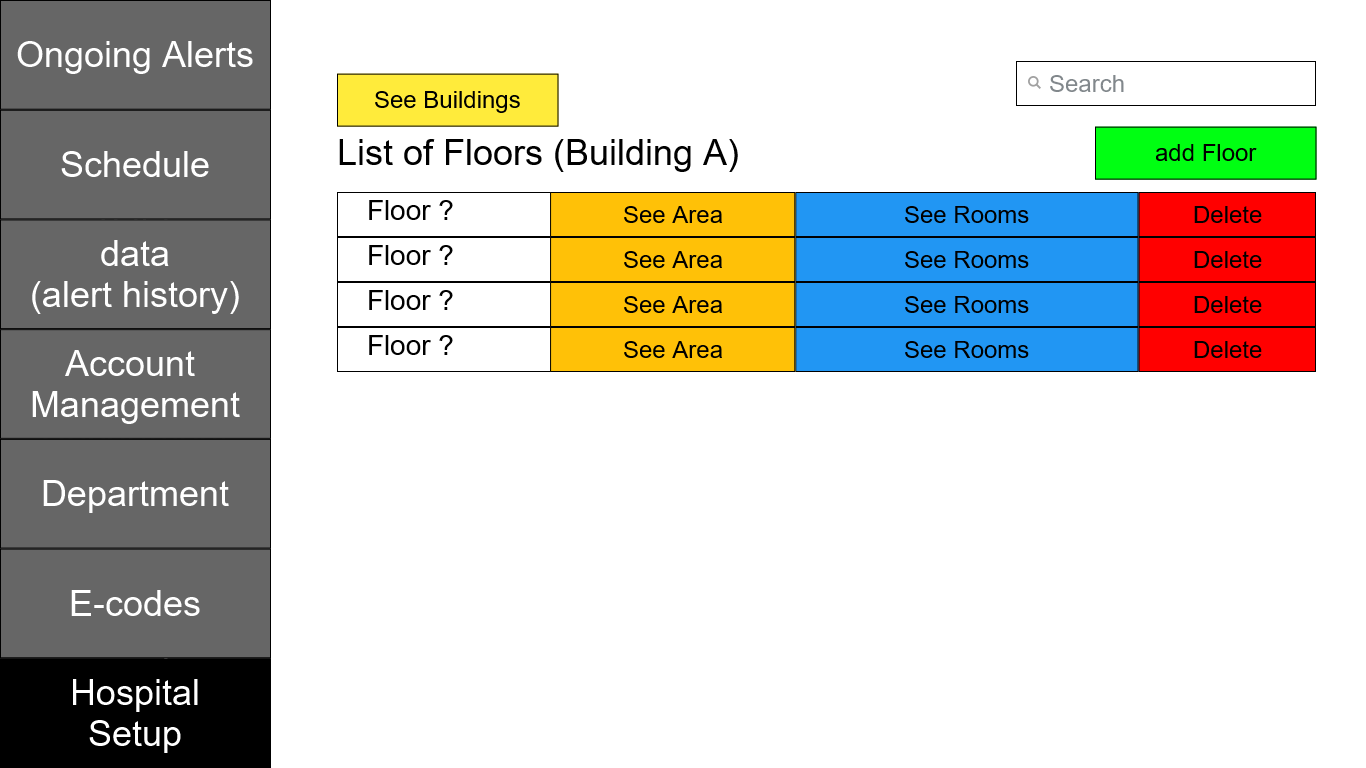 Ongoing Alerts
Schedule
data
(alert history)
Account
Management
Department
E-codes
Hospital
Setup
See Buildings
Search
List of Floors (Building A)
add Floor
Floor ? See Area See Rooms Delete
Floor ? See Area See Rooms Delete
Floor ? See Area See Rooms Delete
Floor ? See Area See Rooms Delete